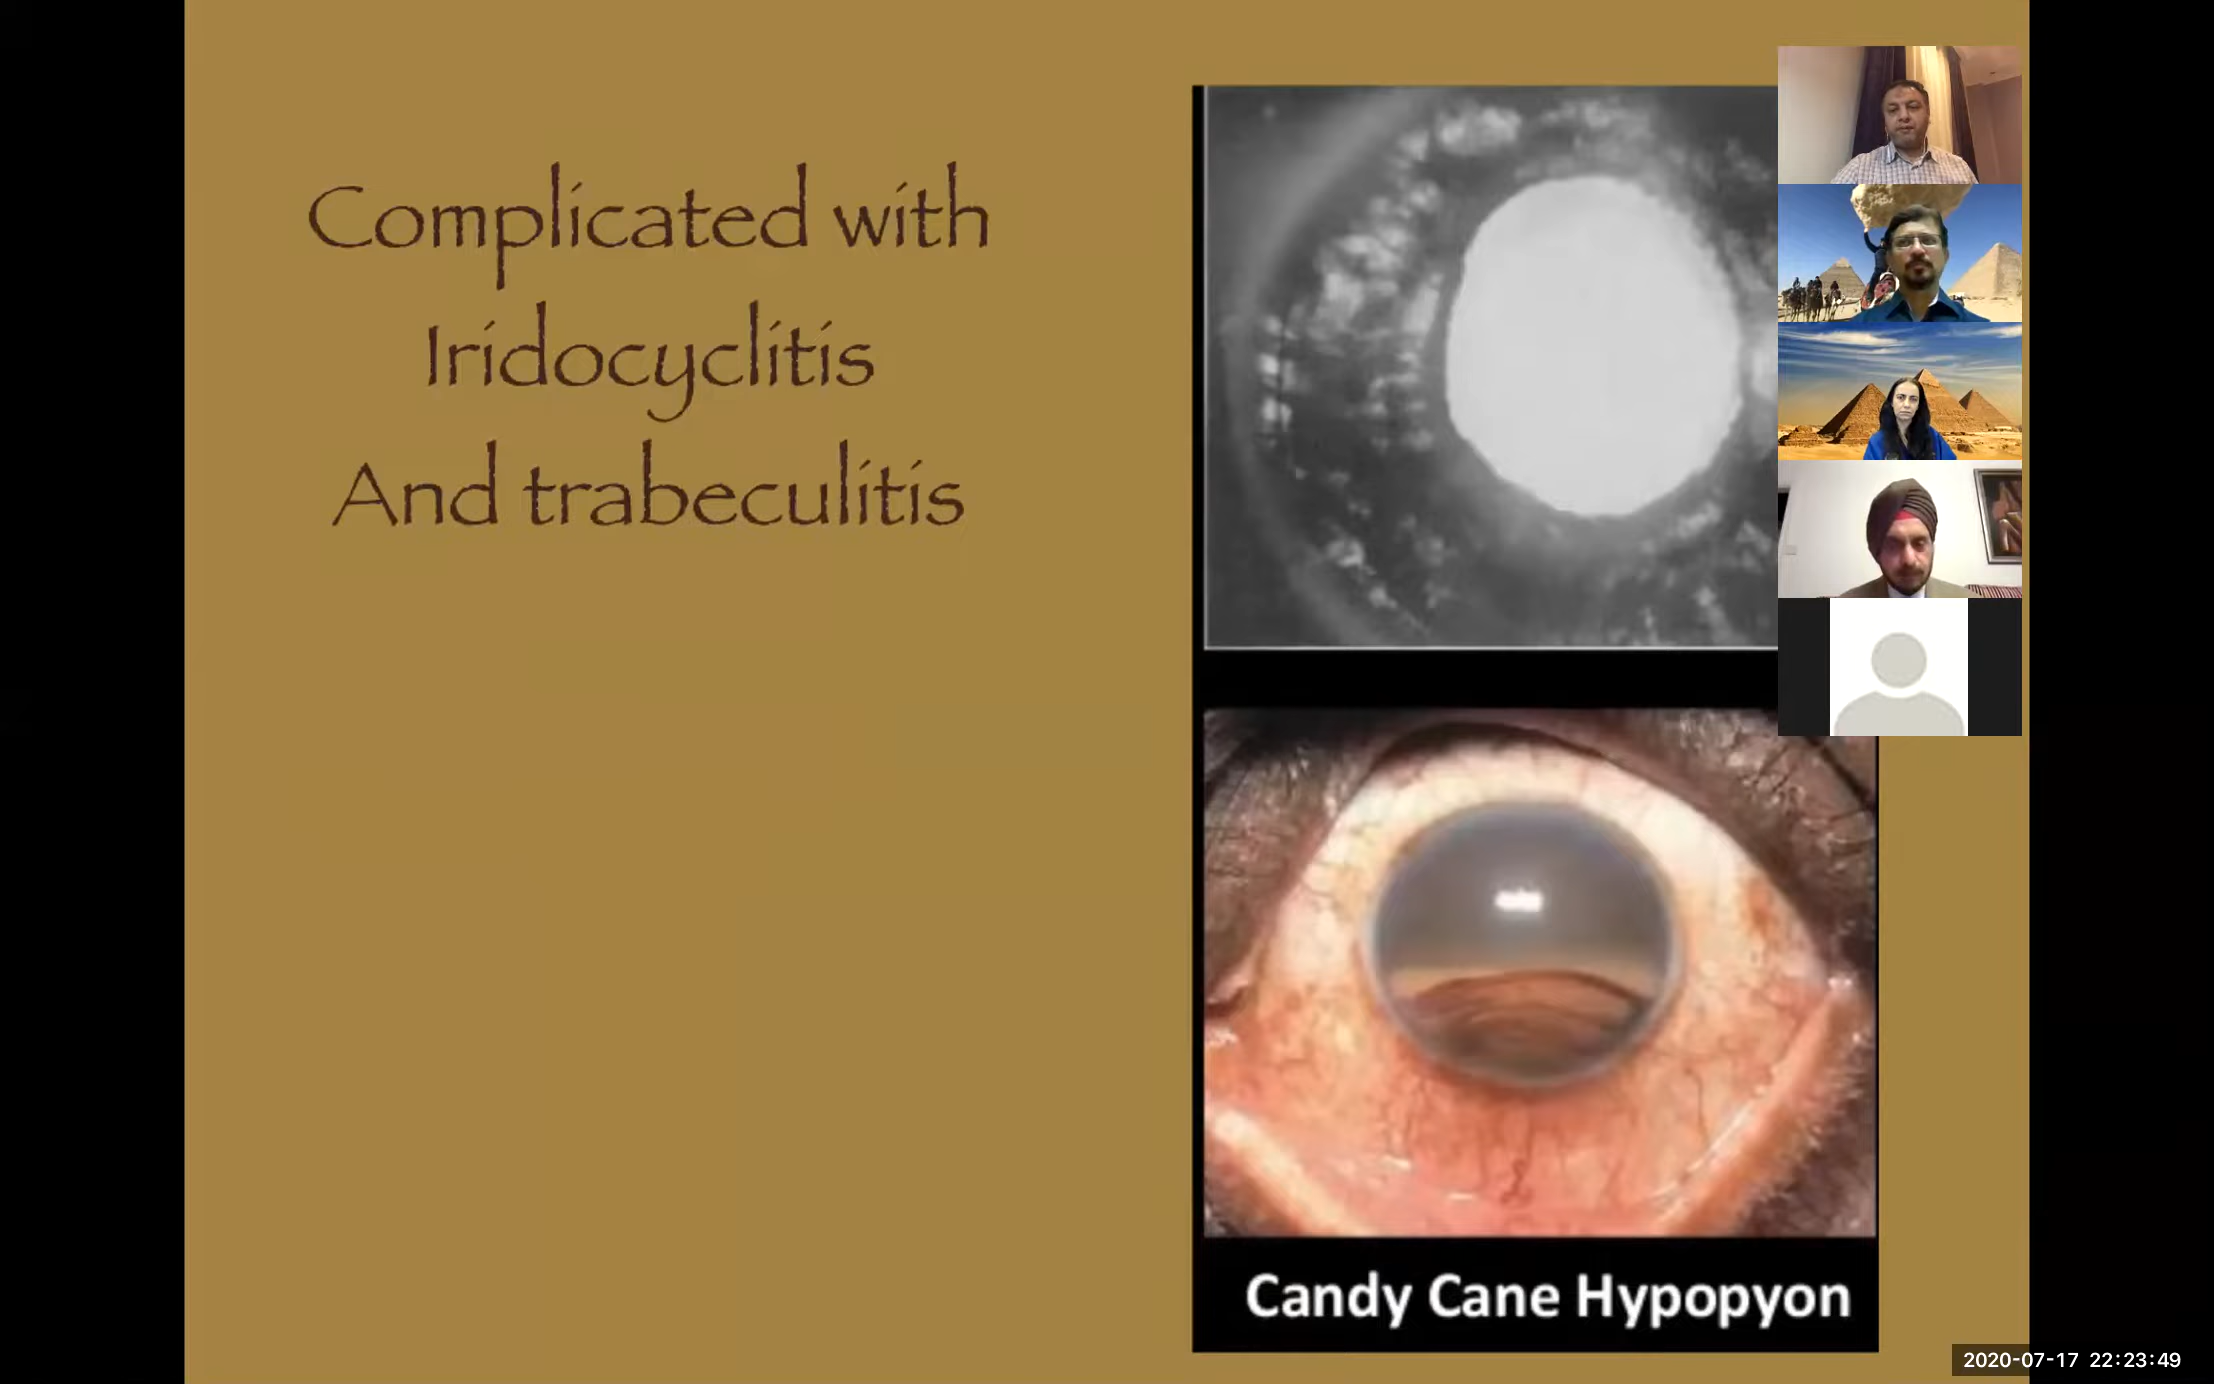 Complicated with
Iridocyclitis
And trabeculitis
Candy Cane Hypopyon
2020-07-17 22:23:49